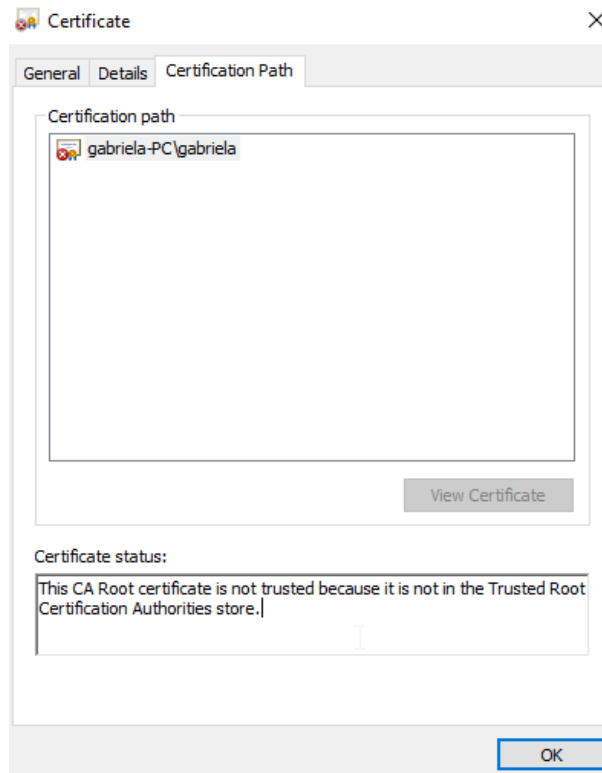 Certificate
General Details Certification Path
Certification path
gabriela-PC\gabriela
View Certificate
Certificate status:
This CA Root certificate is not trusted because it is not in the Trusted Root
Certification Authorities store.
OK